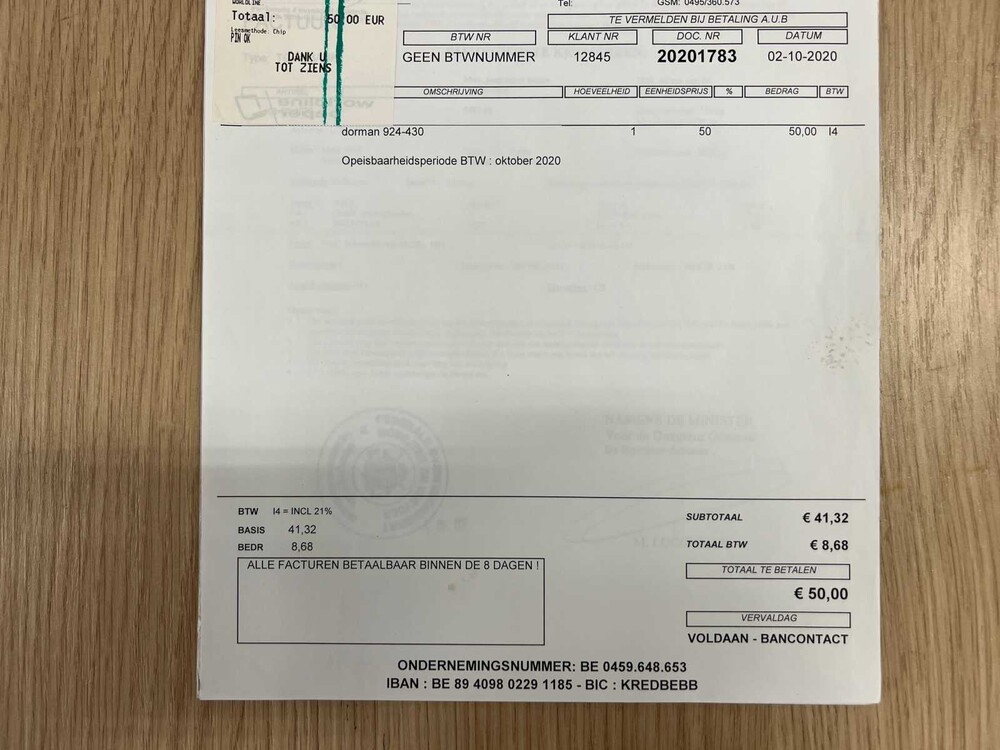 WORLDLINE
Totaal: 50,00 EUR
Leesmethode: Chip
PIN OK
DANK U
TOT ZIENS
Tel:
GSM: 0495/360.573
TE VERMELDEN BIJ BETALING A.U.B
BTW NR KLANT NR DOC. NR DATUM
GEEN BTWNUMMER 12845 20201783 02-10-2020
OMSCHRIJVING HOEVEELHEID EENHEIDSPRIJS % BEDRAG BTW
dorman 924-430 1 50 50,00 I4
Opeisbaarheidsperiode BTW : oktober 2020
BTW I4 = INCL 21%
BASIS 41,32
BEDR 8,68
SUBTOTAAL € 41,32
TOTAAL BTW € 8,68
ALLE FACTUREN BETAALBAAR BINNEN DE 8 DAGEN !
TOTAAL TE BETALEN
€ 50,00
VERVALDAG
VOLDAAN - BANCONTACT
ONDERNEMINGSNUMMER: BE 0459.648.653
IBAN : BE 89 4098 0229 1185 - BIC : KREDBEBB